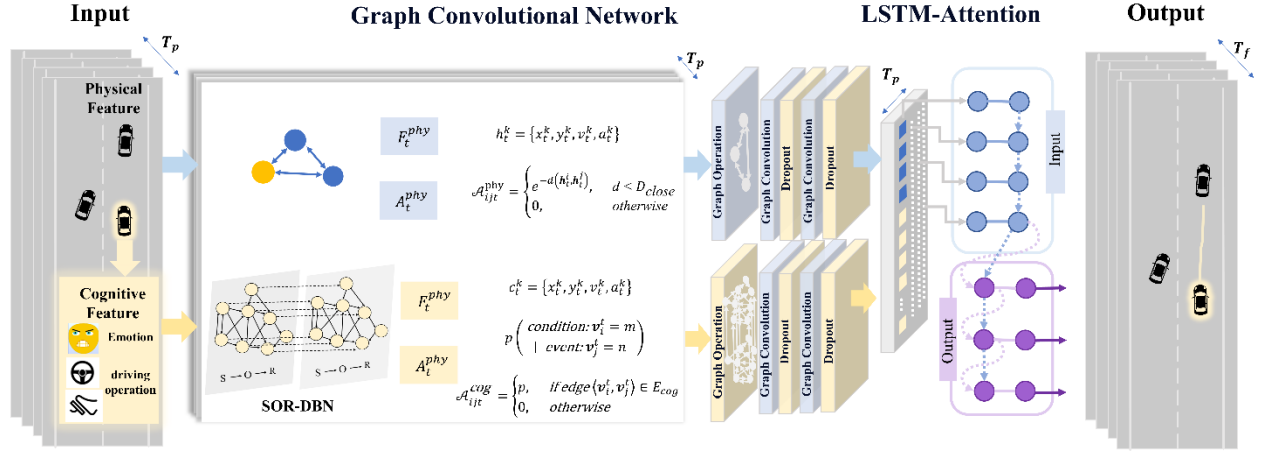 Input
Graph Convolutional Network
LSTM-Attention
Output
T_p
Physical
Feature
Cognitive
Feature
Emotion
driving
operation
T_p
F_t^{phy}
A_t^{phy}
h_t^k = {x_t^k, y_t^k, v_t^k, a_t^k}
𝒜_{ijt}^{phy} = { e^{-d(h_t^i, h_t^j)}, d < D_{close}
0, otherwise
S → O → R
S → O → R
SOR-DBN
F_t^{phy}
A_t^{phy}
c_t^k = {x_t^k, y_t^k, v_t^k, a_t^k}
p ( condition: v_i^t = m
| event: v_j^t = n )
𝒜_{ijt}^{cog} = { p, if edge ⟨v_i^t, v_j^t⟩ ∈ E_{cog}
0, otherwise
Graph Operation
Graph Convolution
Dropout
Graph Convolution
Dropout
Graph Operation
Graph Convolution
Dropout
Graph Convolution
Dropout
T_p
Input
Output
T_f